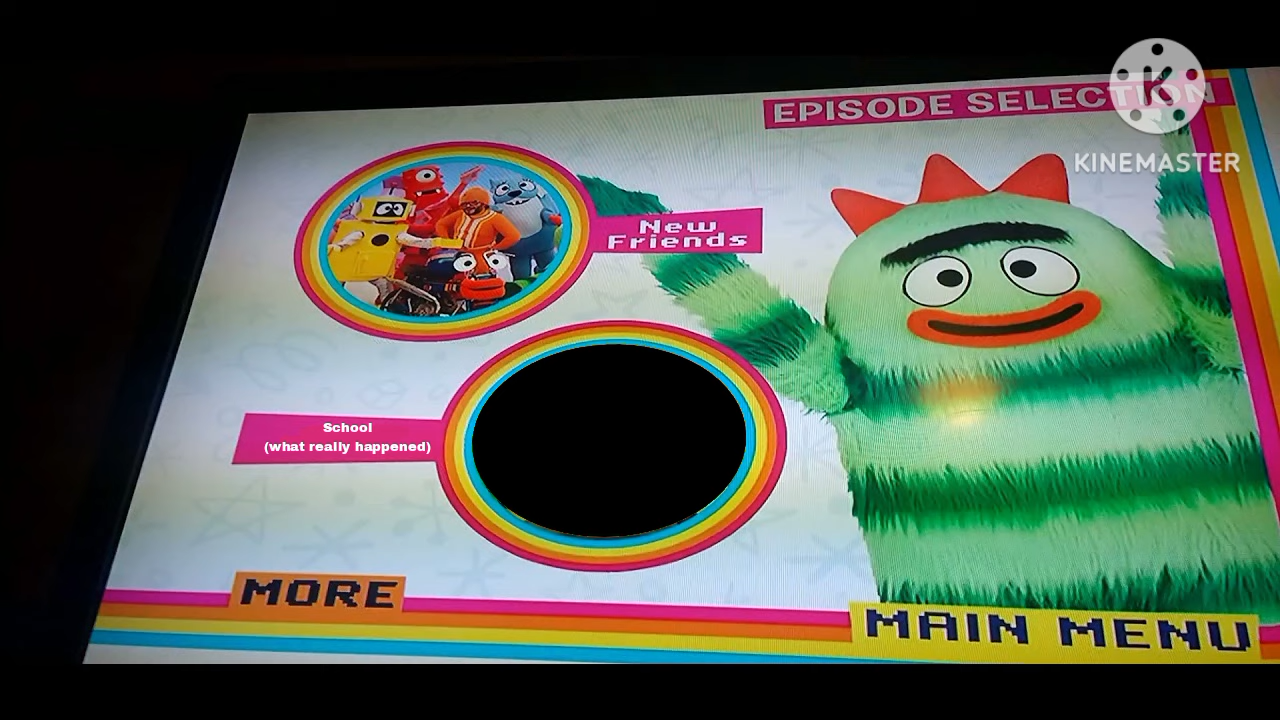 EPISODE SELECTION
KINEMASTER
New
Friends
School
(what really happened)
MORE
MAIN MENU